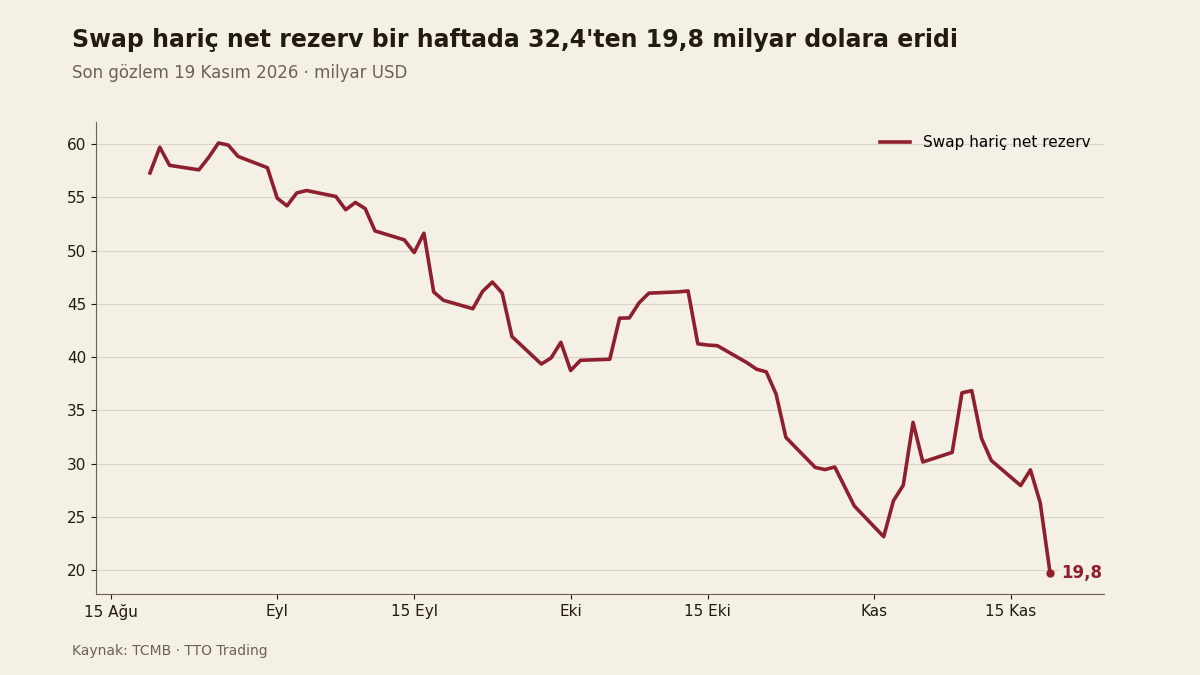 Swap hariç net rezerv bir haftada 32,4'ten 19,8 milyar dolara eridi
Son gözlem 19 Kasım 2026 · milyar USD
Swap hariç net rezerv
60
55
50
45
40
35
30
25
20
19,8
15 Ağu
Eyl
15 Eyl
Eki
15 Eki
Kas
15 Kas
Kaynak: TCMB · TTO Trading